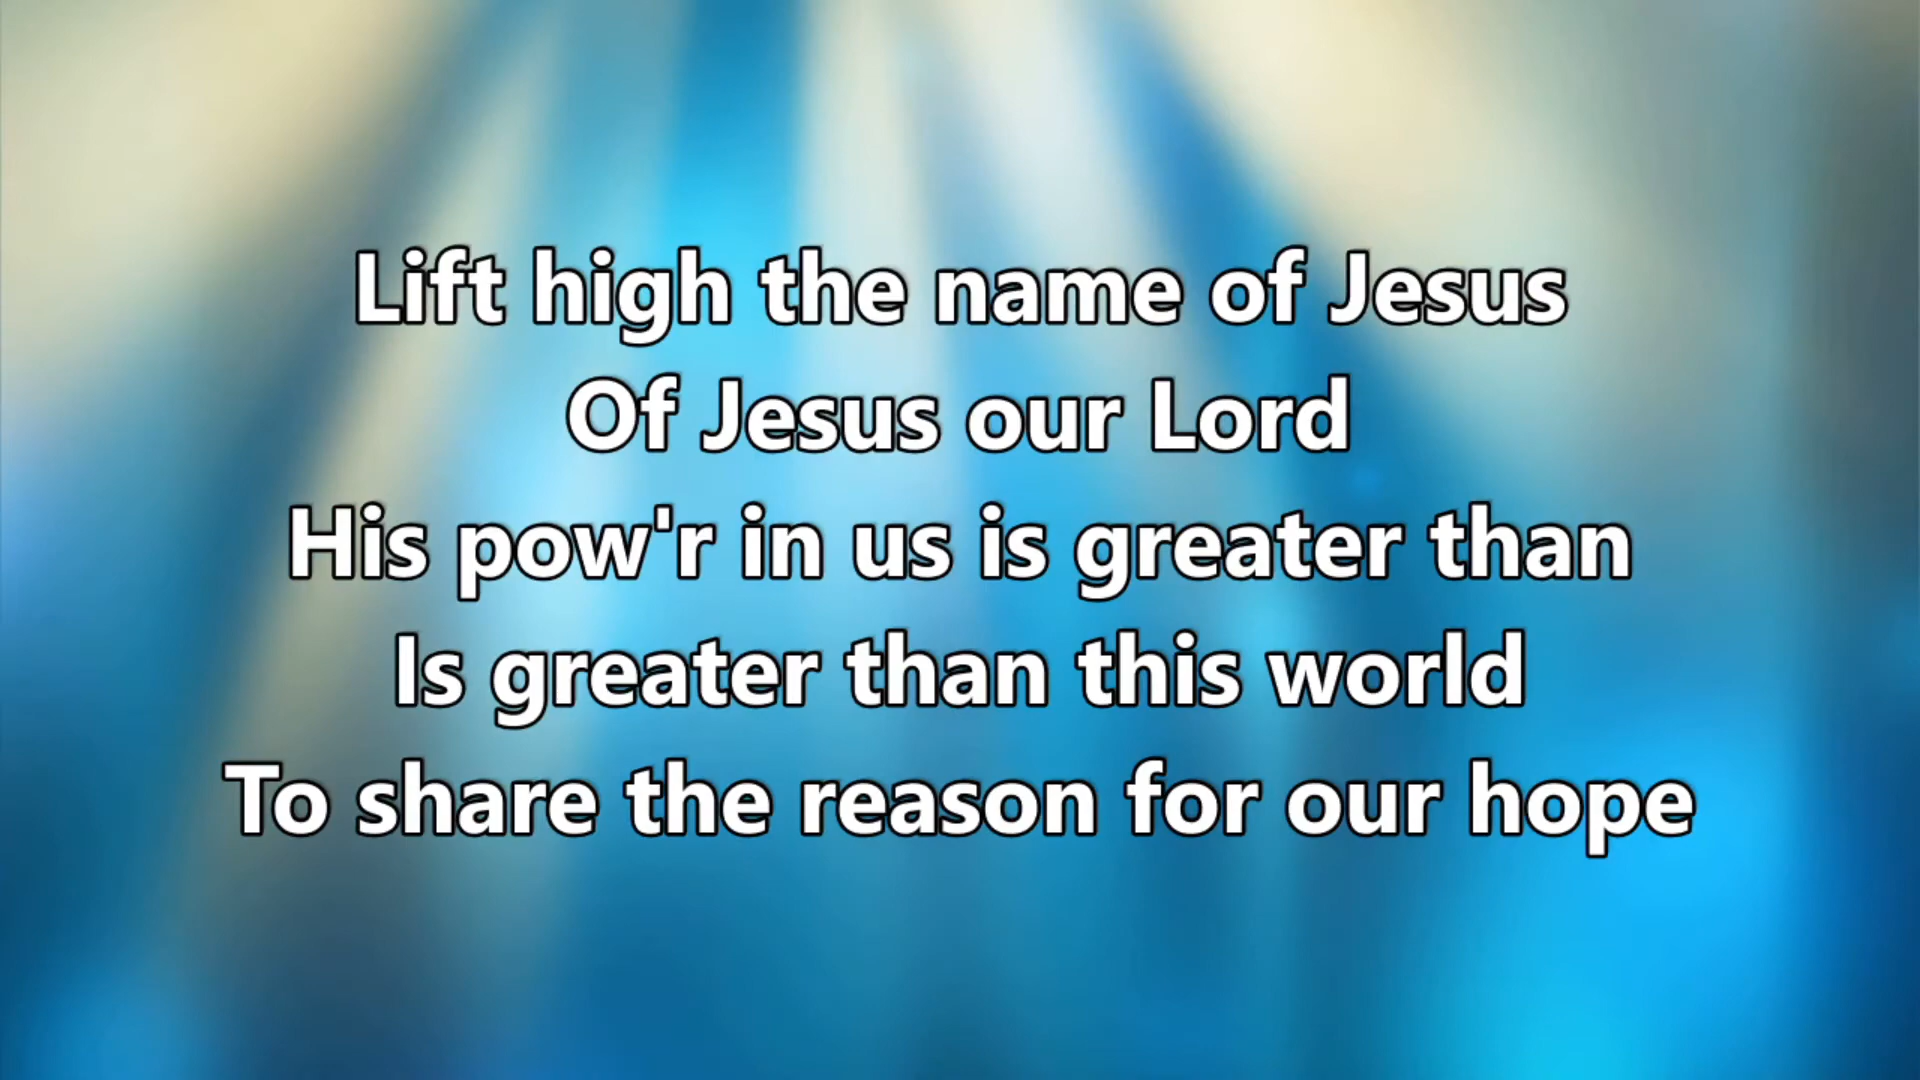 Lift high the name of Jesus
Of Jesus our Lord
His pow'r in us is greater than
Is greater than this world
To share the reason for our hope